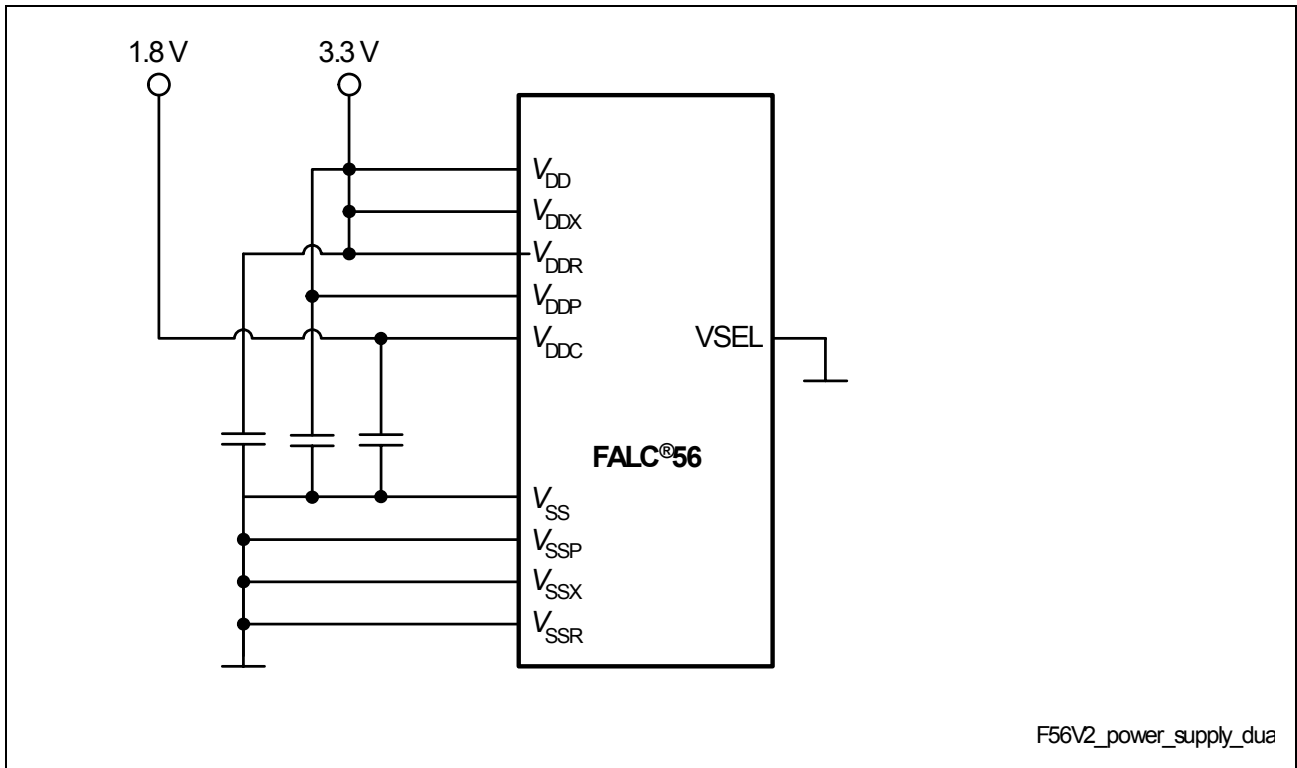 1.8 V
3.3 V
VDD
VDDX
VDDR
VDDP
VDDC
VSEL
FALC®56
VSS
VSSP
VSSX
VSSR
F56V2_power_supply_dua